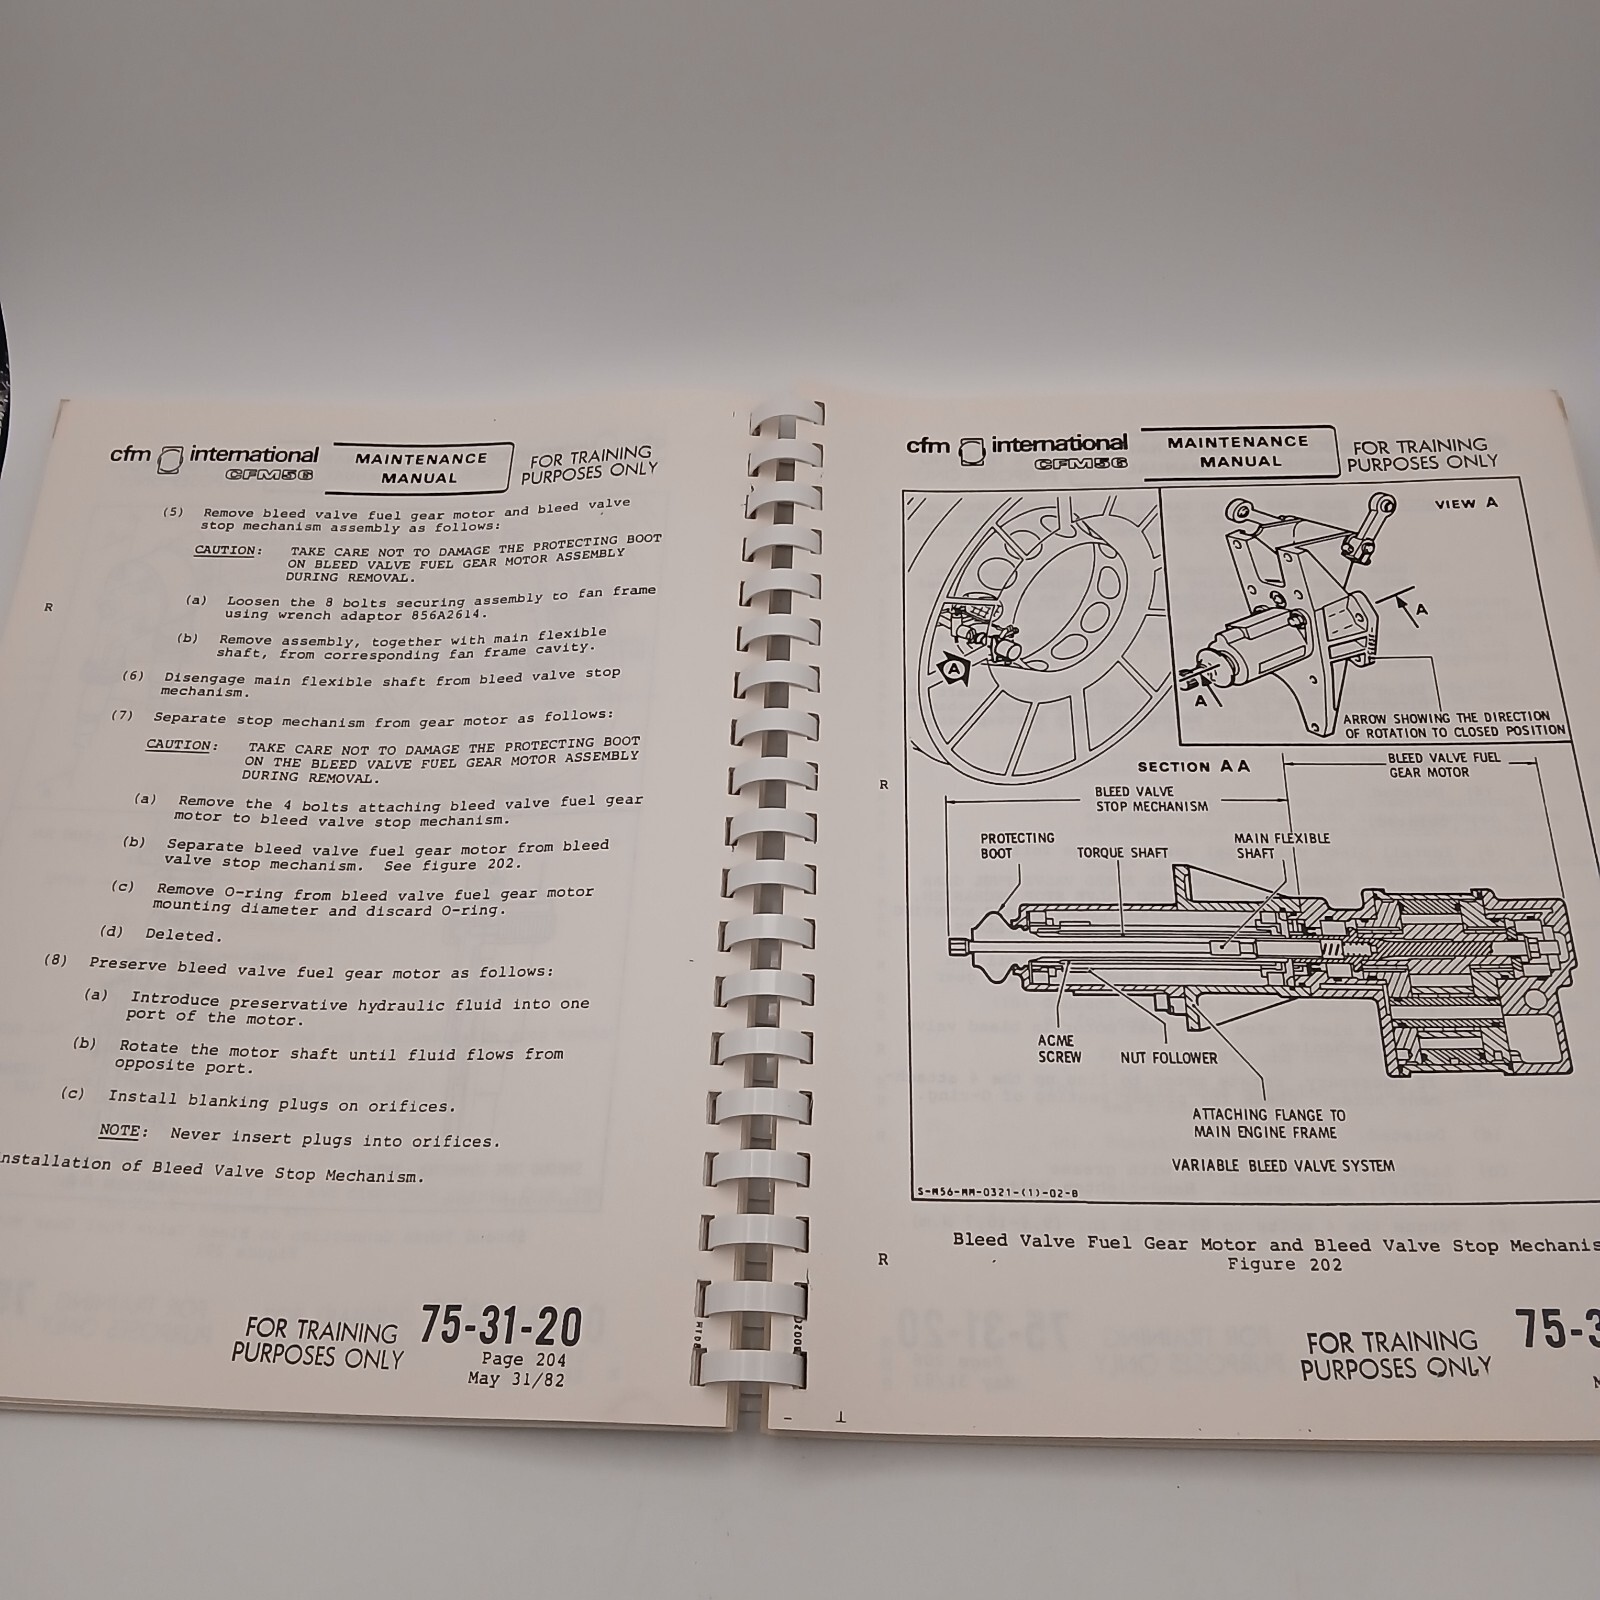 cfm international
CFM56
MAINTENANCE
MANUAL
FOR TRAINING
PURPOSES ONLY
(5) Remove bleed valve fuel gear motor and bleed valve
stop mechanism assembly as follows:
CAUTION: TAKE CARE NOT TO DAMAGE THE PROTECTING BOOT
ON BLEED VALVE FUEL GEAR MOTOR ASSEMBLY
DURING REMOVAL.
R
(a) Loosen the 8 bolts securing assembly to fan frame
using wrench adaptor 856A2614.
(b) Remove assembly, together with main flexible
shaft, from corresponding fan frame cavity.
(6) Disengage main flexible shaft from bleed valve stop
mechanism.
(7) Separate stop mechanism from gear motor as follows:
CAUTION: TAKE CARE NOT TO DAMAGE THE PROTECTING BOOT
ON THE BLEED VALVE FUEL GEAR MOTOR ASSEMBLY
DURING REMOVAL.
(a) Remove the 4 bolts attaching bleed valve fuel gear
motor to bleed valve stop mechanism.
(b) Separate bleed valve fuel gear motor from bleed
valve stop mechanism. See figure 202.
(c) Remove O-ring from bleed valve fuel gear motor
mounting diameter and discard O-ring.
(d) Deleted.
(8) Preserve bleed valve fuel gear motor as follows:
(a) Introduce preservative hydraulic fluid into one
port of the motor.
(b) Rotate the motor shaft until fluid flows from
opposite port.
(c) Install blanking plugs on orifices.
NOTE: Never insert plugs into orifices.
nstallation of Bleed Valve Stop Mechanism.
FOR TRAINING
PURPOSES ONLY
75-31-20
Page 204
May 31/82
cfm international
CFM56
MAINTENANCE
MANUAL
FOR TRAINING
PURPOSES ONLY
VIEW A
A
A
A
ARROW SHOWING THE DIRECTION
OF ROTATION TO CLOSED POSITION
SECTION AA
BLEED VALVE FUEL
GEAR MOTOR
R
BLEED VALVE
STOP MECHANISM
PROTECTING
BOOT
TORQUE SHAFT
MAIN FLEXIBLE
SHAFT
ACME
SCREW
NUT FOLLOWER
ATTACHING FLANGE TO
MAIN ENGINE FRAME
VARIABLE BLEED VALVE SYSTEM
S-M56-MM-0321-(1)-02-B
Bleed Valve Fuel Gear Motor and Bleed Valve Stop Mechanis
R
Figure 202
FOR TRAINING
PURPOSES ONLY
75-3
M